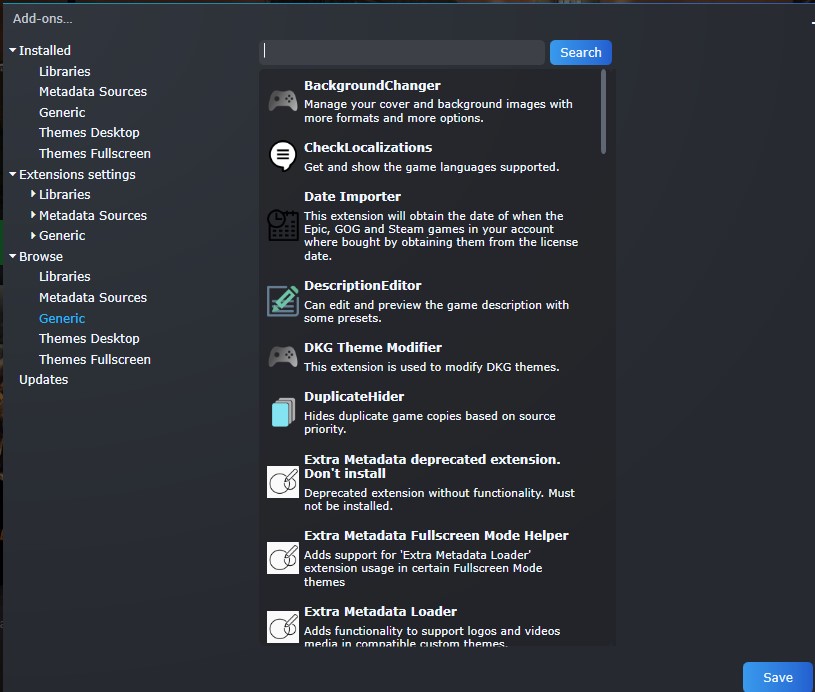 Add-ons...
Installed
Libraries
Metadata Sources
Generic
Themes Desktop
Themes Fullscreen
Extensions settings
Libraries
Metadata Sources
Generic
Browse
Libraries
Metadata Sources
Generic
Themes Desktop
Themes Fullscreen
Updates
Search
BackgroundChanger
Manage your cover and background images with
more formats and more options.
CheckLocalizations
Get and show the game languages supported.
Date Importer
This extension will obtain the date of when the
Epic, GOG and Steam games in your account
where bought by obtaining them from the license
date.
DescriptionEditor
Can edit and preview the game description with
some presets.
DKG Theme Modifier
This extension is used to modify DKG themes.
DuplicateHider
Hides duplicate game copies based on source
priority.
Extra Metadata deprecated extension.
Don't install
Deprecated extension without functionality. Must
not be installed.
Extra Metadata Fullscreen Mode Helper
Adds support for 'Extra Metadata Loader'
extension usage in certain Fullscreen Mode
themes
Extra Metadata Loader
Adds functionality to support logos and videos
media in compatible custom themes.
Save